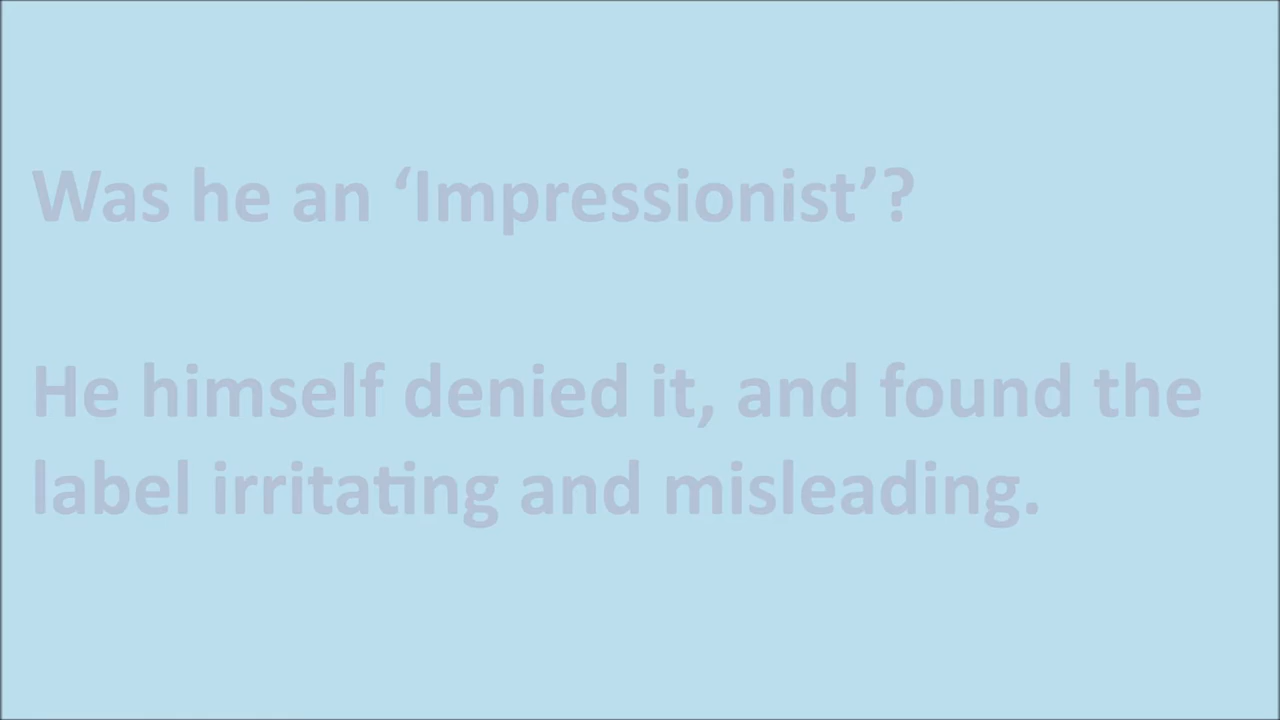 Was he an ‘Impressionist’?
He himself denied it, and found the
label irritating and misleading.